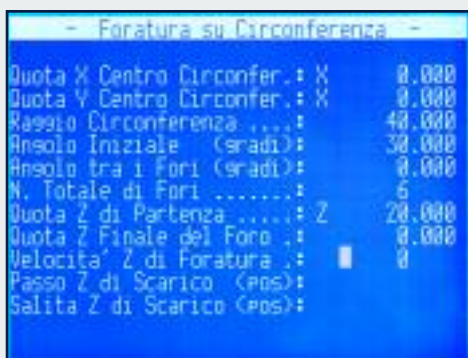 - Foratura su Circonferenza -
Quota X Centro Circonfer.: X 0.000
Quota Y Centro Circonfer.: X 0.000
Raggio Circonferenza ....: 40.000
Angolo Iniziale (gradi): 30.000
Angolo tra i Fori (gradi): 0.000
N. Totale di Fori .......: 6
Quota Z di Partenza .....: Z 20.000
Quota Z Finale del Foro .: 0.000
Velocita' Z di Foratura .: 0
Passo Z di Scarico (pos):
Salita Z di Scarico (pos):